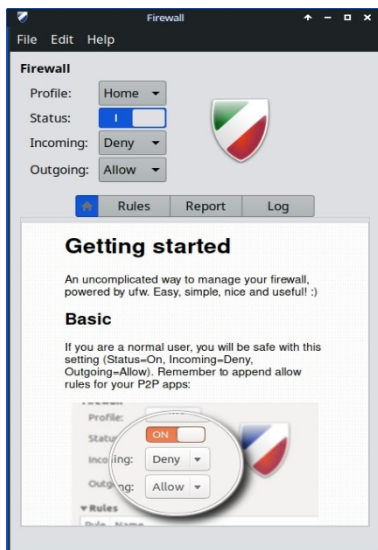 Firewall
File Edit Help
Firewall
Profile: Home
Status:
Incoming: Deny
Outgoing: Allow
Rules Report Log
Getting started
An uncomplicated way to manage your firewall,
powered by ufw. Easy, simple, nice and useful! :)
Basic
If you are a normal user, you will be safe with this
setting (Status=On, Incoming=Deny,
Outgoing=Allow). Remember to append allow
rules for your P2P apps:
Profile:
ON
Deny
Allow
Rules